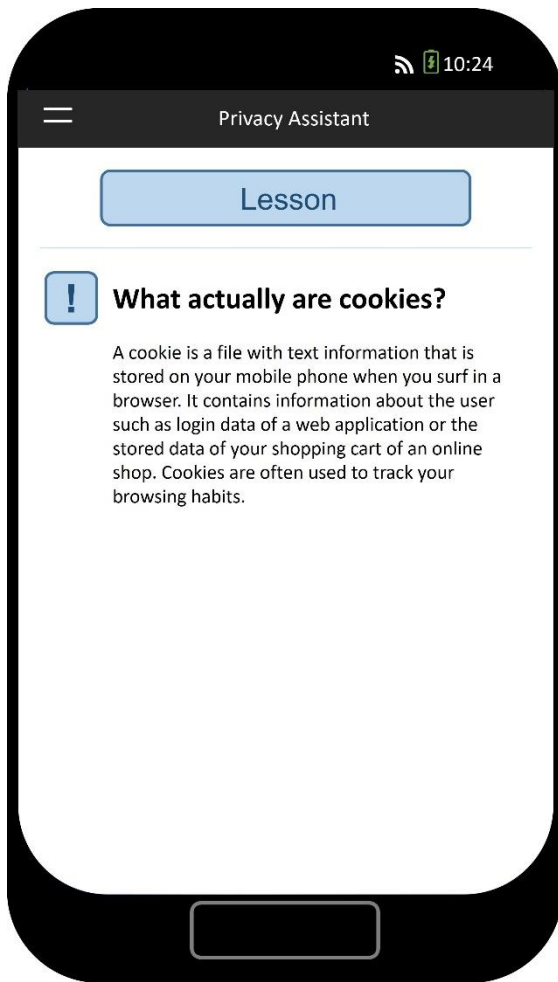 10:24
Privacy Assistant
Lesson
!
What actually are cookies?
A cookie is a file with text information that is
stored on your mobile phone when you surf in a
browser. It contains information about the user
such as login data of a web application or the
stored data of your shopping cart of an online
shop. Cookies are often used to track your
browsing habits.